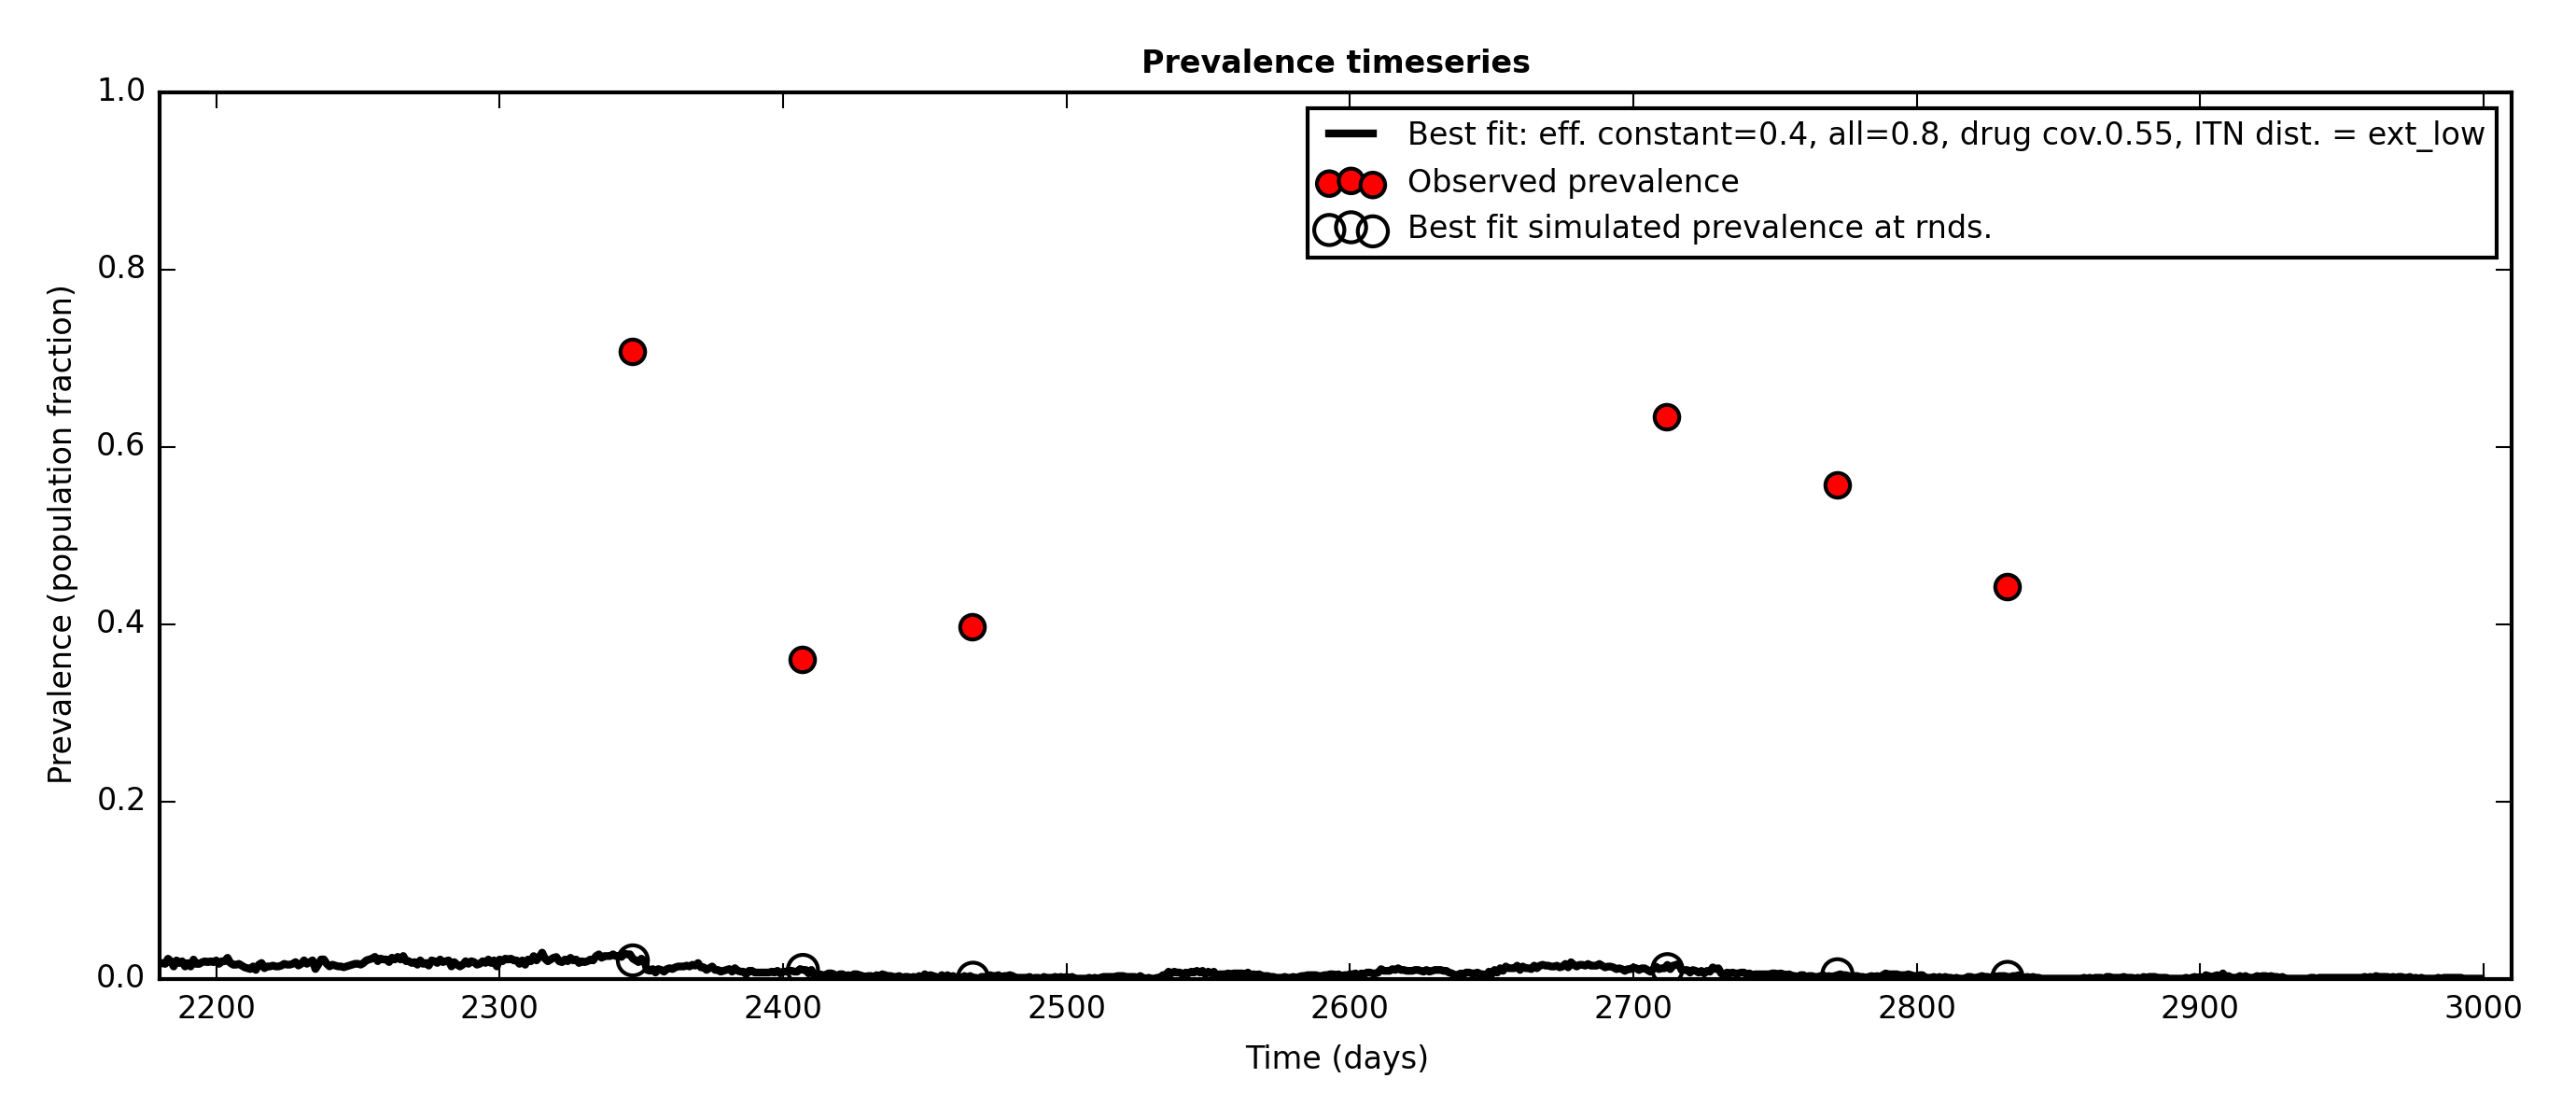 Prevalence timeseries
1.0
0.8
0.6
0.4
0.2
0.0
Prevalence (population fraction)
Best fit: eff. constant=0.4, all=0.8, drug cov.0.55, ITN dist. = ext_low
Observed prevalence
Best fit simulated prevalence at rnds.
2200 2300 2400 2500 2600 2700 2800 2900 3000
Time (days)